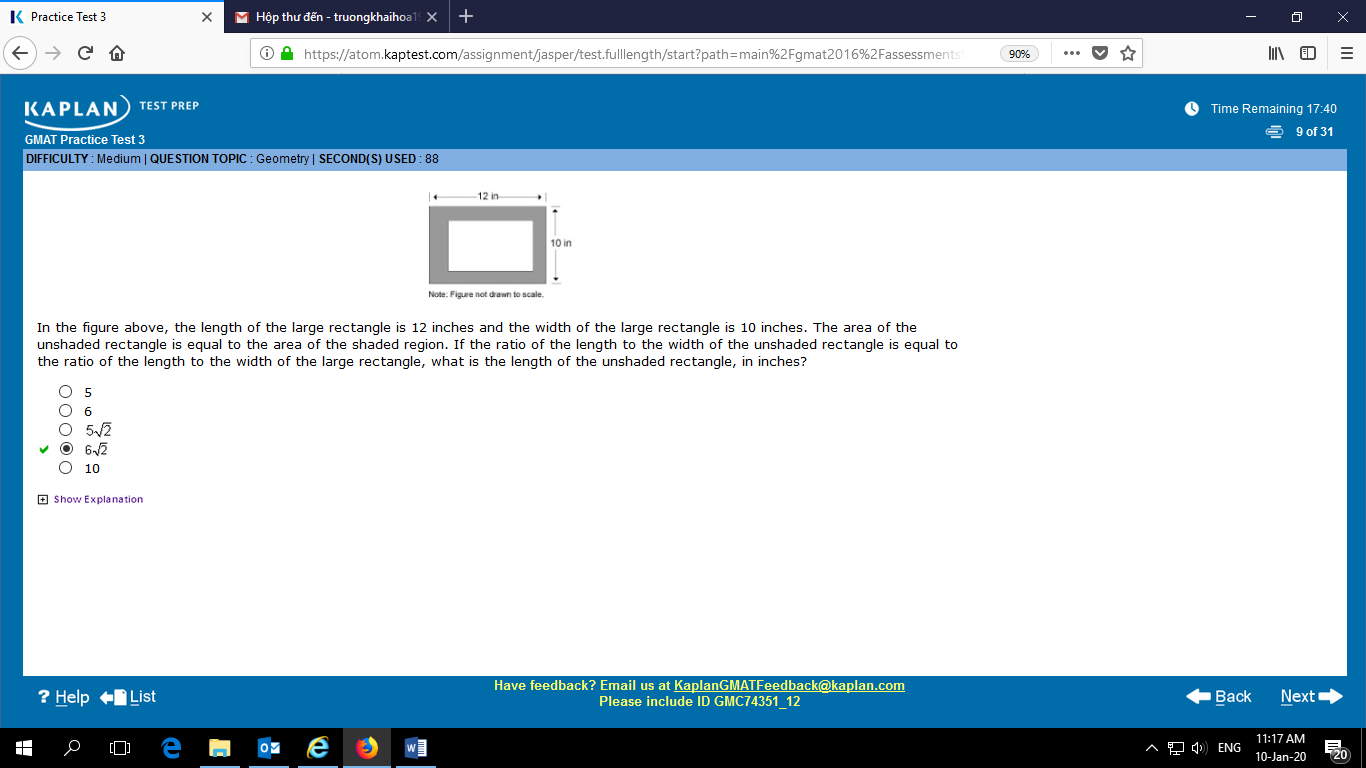 Practice Test 3
Hộp thư đến - truongkhaihoa1
https://atom.kaptest.com/assignment/jasper/test.fulllength/start?path=main%2Fgmat2016%2Fassessments
90%
KAPLAN TEST PREP
Time Remaining 17:40
GMAT Practice Test 3
9 of 31
DIFFICULTY : Medium | QUESTION TOPIC : Geometry | SECOND(S) USED : 88
12 in
10 in
Note: Figure not drawn to scale.
In the figure above, the length of the large rectangle is 12 inches and the width of the large rectangle is 10 inches. The area of the
unshaded rectangle is equal to the area of the shaded region. If the ratio of the length to the width of the unshaded rectangle is equal to
the ratio of the length to the width of the large rectangle, what is the length of the unshaded rectangle, in inches?
5
6
5√2
6√2
10
Show Explanation
Have feedback? Email us at KaplanGMATFeedback@kaplan.com
Please include ID GMC74351_12
? Help List
Back Next
ENG
11:17 AM
10-Jan-20
20